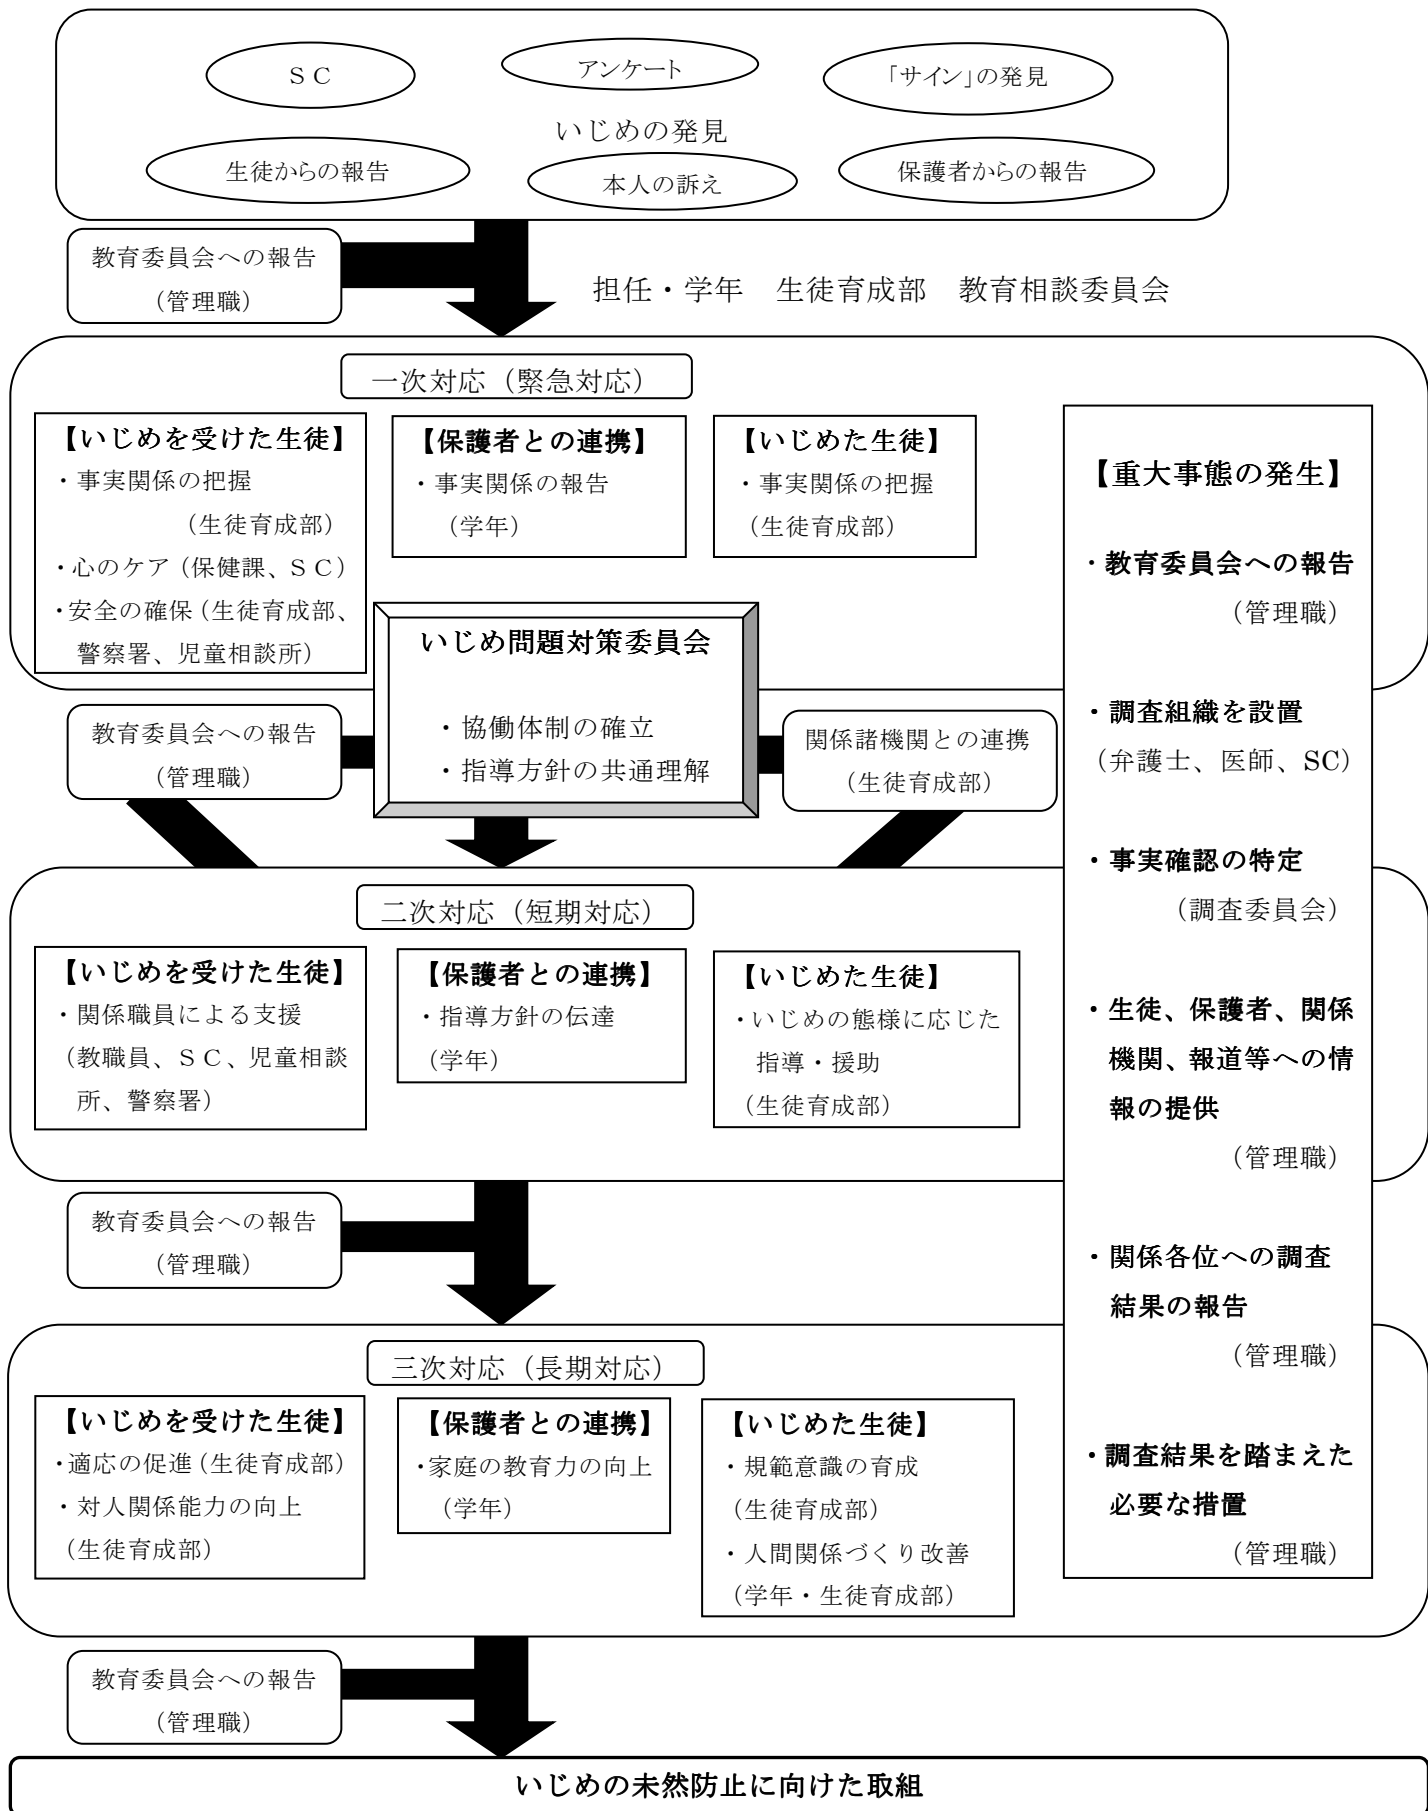 ＳＣ
アンケート
「サイン」の発見
いじめの発見
生徒からの報告
本人の訴え
保護者からの報告
教育委員会への報告
（管理職）
担任・学年　生徒育成部　教育相談委員会
一次対応（緊急対応）
【いじめを受けた生徒】
・事実関係の把握
（生徒育成部）
・心のケア（保健課、ＳＣ）
・安全の確保（生徒育成部、
警察署、児童相談所）
【保護者との連携】
・事実関係の報告
（学年）
【いじめた生徒】
・事実関係の把握
（生徒育成部）
いじめ問題対策委員会
・協働体制の確立
・指導方針の共通理解
教育委員会への報告
（管理職）
関係諸機関との連携
（生徒育成部）
二次対応（短期対応）
【いじめを受けた生徒】
・関係職員による支援
（教職員、ＳＣ、児童相談
所、警察署）
【保護者との連携】
・指導方針の伝達
（学年）
【いじめた生徒】
・いじめの態様に応じた
指導・援助
（生徒育成部）
教育委員会への報告
（管理職）
三次対応（長期対応）
【いじめを受けた生徒】
・適応の促進（生徒育成部）
・対人関係能力の向上
（生徒育成部）
【保護者との連携】
・家庭の教育力の向上
（学年）
【いじめた生徒】
・規範意識の育成
（生徒育成部）
・人間関係づくり改善
（学年・生徒育成部）
【重大事態の発生】
・教育委員会への報告
（管理職）
・調査組織を設置
（弁護士、医師、SC）
・事実確認の特定
（調査委員会）
・生徒、保護者、関係
機関、報道等への情
報の提供
（管理職）
・関係各位への調査
結果の報告
（管理職）
・調査結果を踏まえた
必要な措置
（管理職）
教育委員会への報告
（管理職）
いじめの未然防止に向けた取組